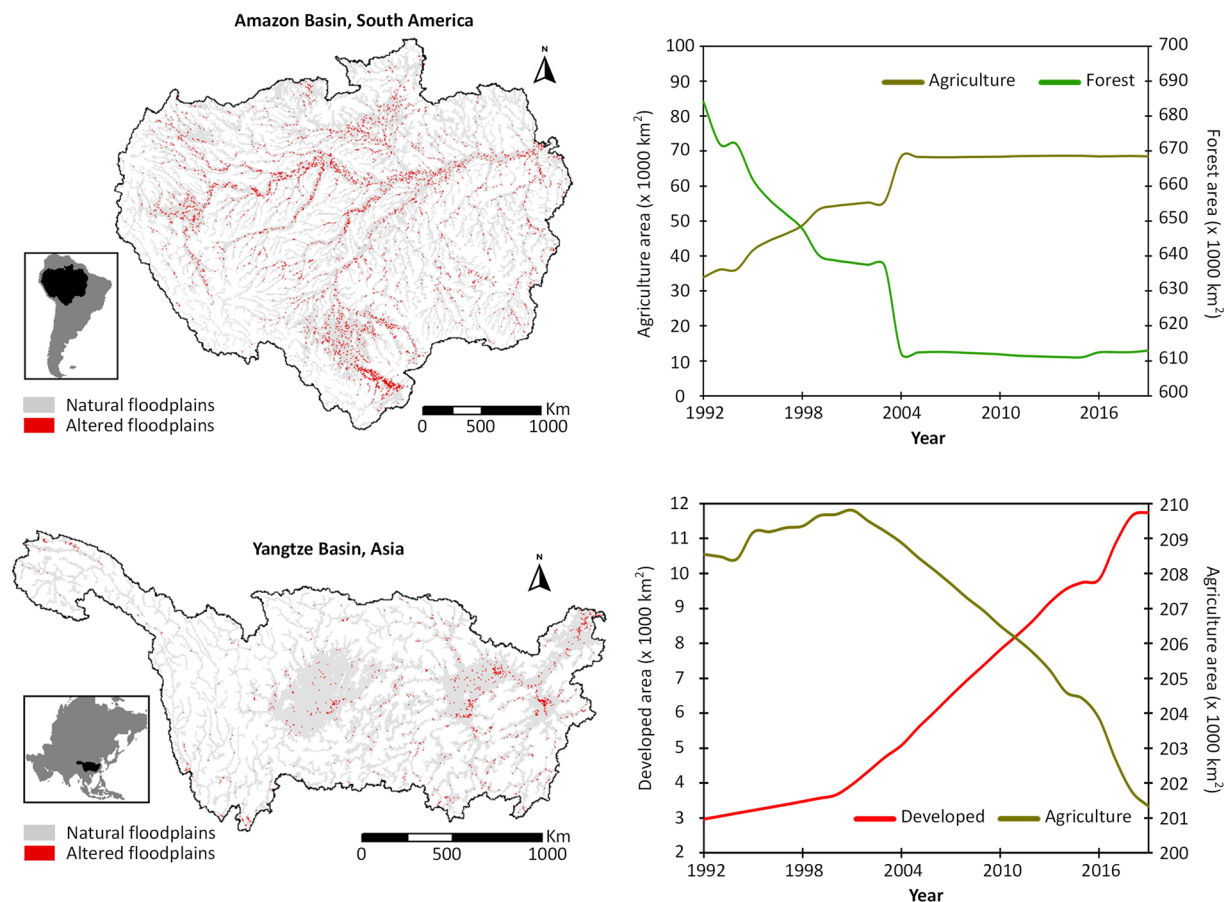 Amazon Basin, South America
N
Natural floodplains
Altered floodplains
Km
0 500 1000
100
90
80
70
60
50
40
30
20
10
0
Agriculture area (x 1000 km²)
Agriculture
Forest
700
690
680
670
660
650
640
630
620
610
600
Forest area (x 1000 km)²
1992 1998 2004 2010 2016
Year
Yangtze Basin, Asia
N
Natural floodplains
Altered floodplains
Km
0 500 1000
12
11
10
9
8
7
6
5
4
3
2
Developed area (x 1000 km²)
Developed
Agriculture
210
209
208
207
206
205
204
203
202
201
200
Agriculture area (x 1000 km²)
1992 1998 2004 2010 2016
Year